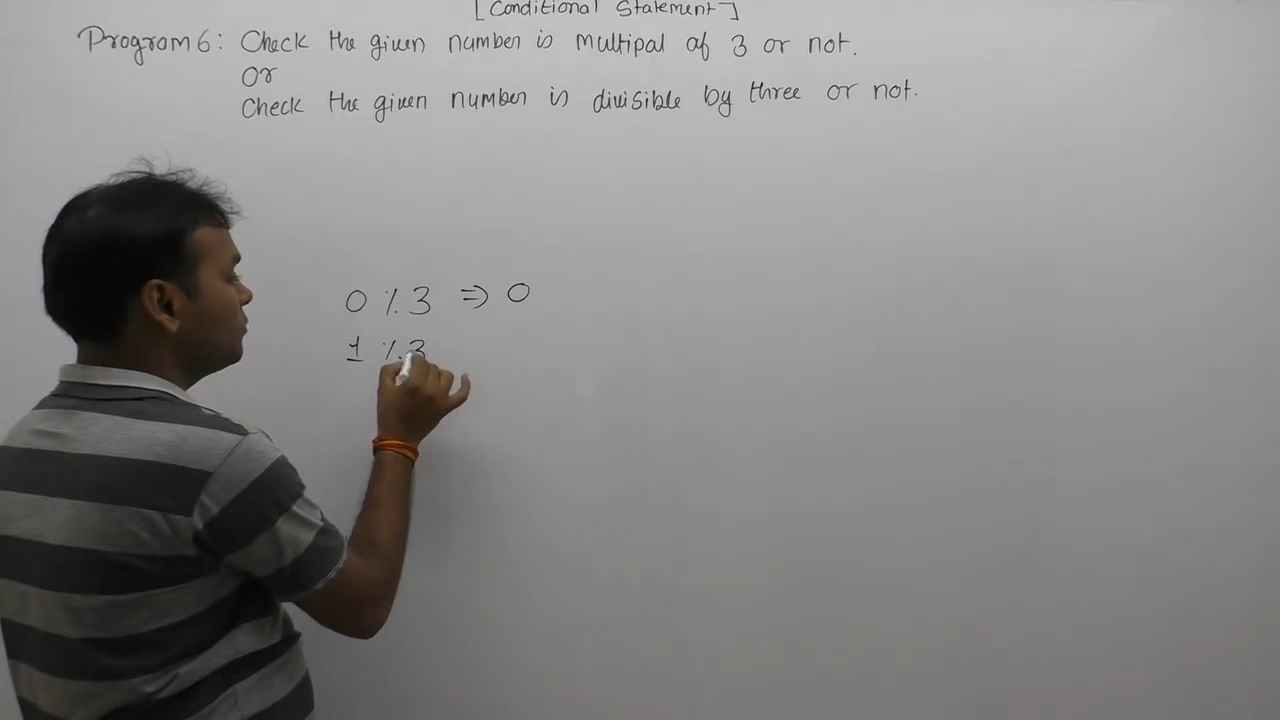 [Conditional Statement]
Program 6: Check the given number is multipal of 3 or not.
Or
Check the given number is divisible by three or not.
0 % 3 ⇒ 0
1 % 3